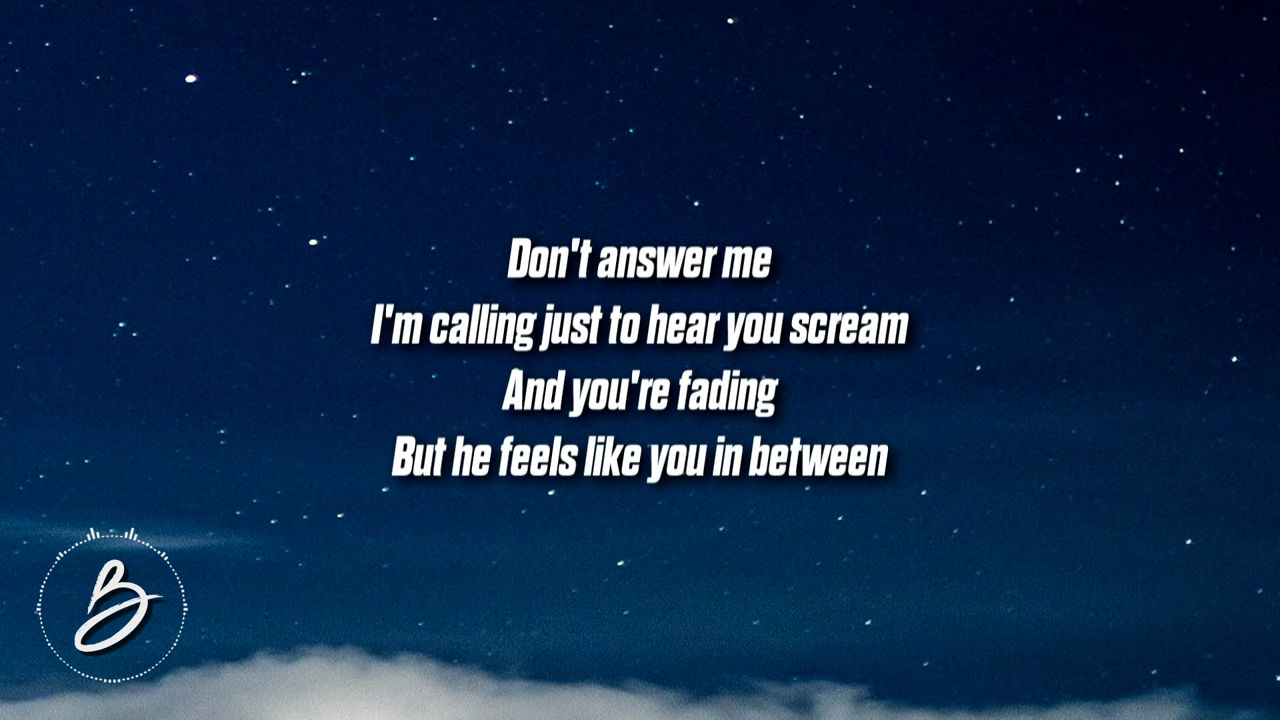 Don't answer me
I'm calling just to hear you scream
And you're fading
But he feels like you in between
B